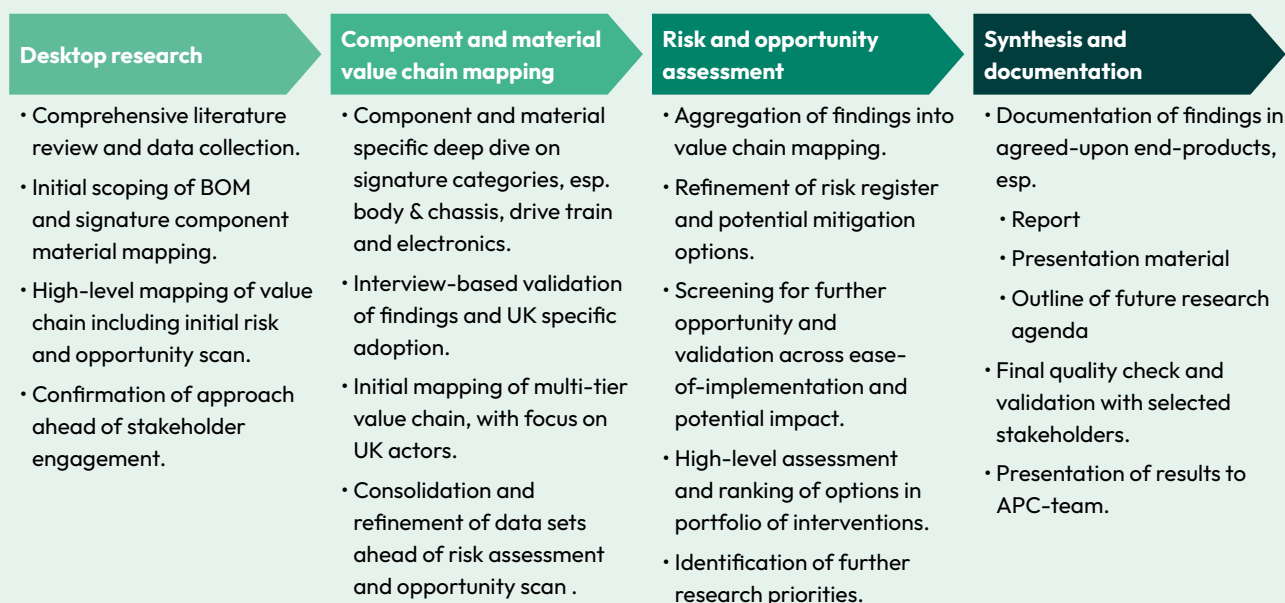 Desktop research
• Comprehensive literature
review and data collection.
• Initial scoping of BOM
and signature component
material mapping.
• High-level mapping of value
chain including initial risk
and opportunity scan.
• Confirmation of approach
ahead of stakeholder
engagement.
Component and material
value chain mapping
• Component and material
specific deep dive on
signature categories, esp.
body & chassis, drive train
and electronics.
• Interview-based validation
of findings and UK specific
adoption.
• Initial mapping of multi-tier
value chain, with focus on
UK actors.
• Consolidation and
refinement of data sets
ahead of risk assessment
and opportunity scan .
Risk and opportunity
assessment
• Aggregation of findings into
value chain mapping.
• Refinement of risk register
and potential mitigation
options.
• Screening for further
opportunity and
validation across ease-
of-implementation and
potential impact.
• High-level assessment
and ranking of options in
portfolio of interventions.
• Identification of further
research priorities.
Synthesis and
documentation
• Documentation of findings in
agreed-upon end-products,
esp.
• Report
• Presentation material
• Outline of future research
agenda
• Final quality check and
validation with selected
stakeholders.
• Presentation of results to
APC-team.